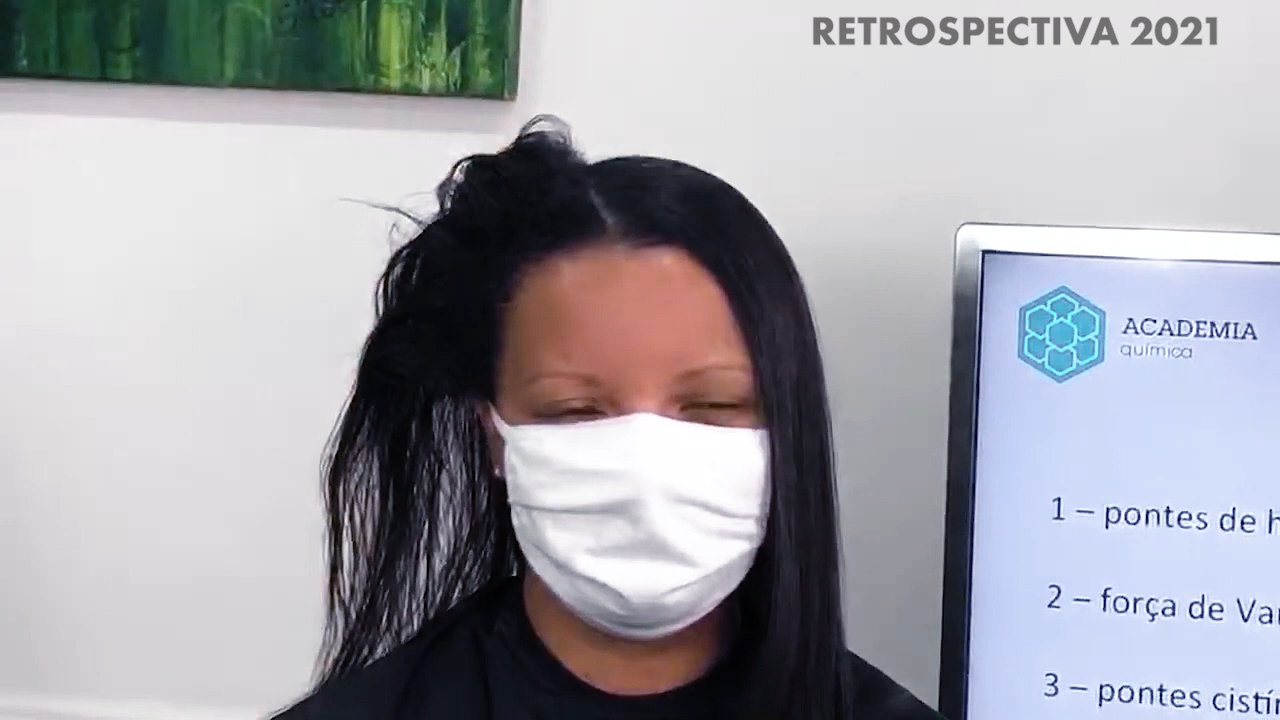 RETROSPECTIVA 2021
ACADEMIA
química
1 – pontes de
2 – força de
3 – pontes